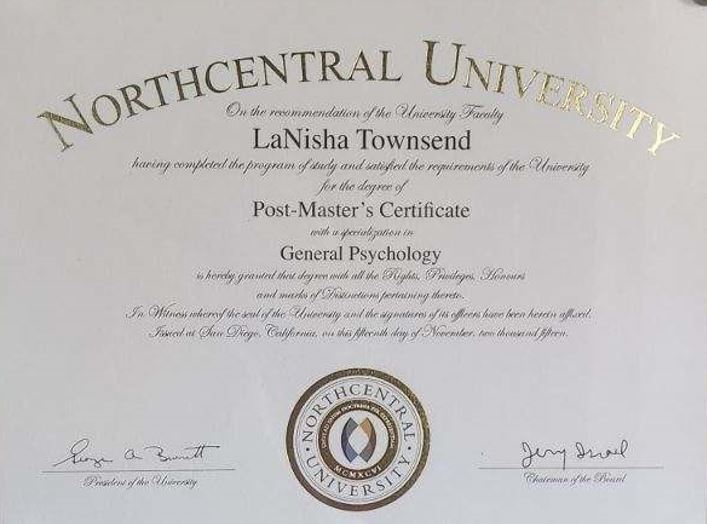 NORTHCENTRAL UNIVERSITY
On the recommendation of the University Faculty
LaNisha Townsend
having completed the program of study and satisfied the requirements of the University
for the degree of
Post-Master's Certificate
with a specialization in
General Psychology
is hereby granted that degree with all the Rights, Privileges, Honours
and marks of Distinctions pertaining thereto.
In Witness whereof the seal of the University and the signatures of its officers have been herein affixed.
Issued at San Diego, California, on this fifteenth day of November, two thousand fifteen.
NORTHCENTRAL
MCMXCVI
UNIVERSITY
George A Burnett
President of the University
Jerry Israel
Chairman of the Board